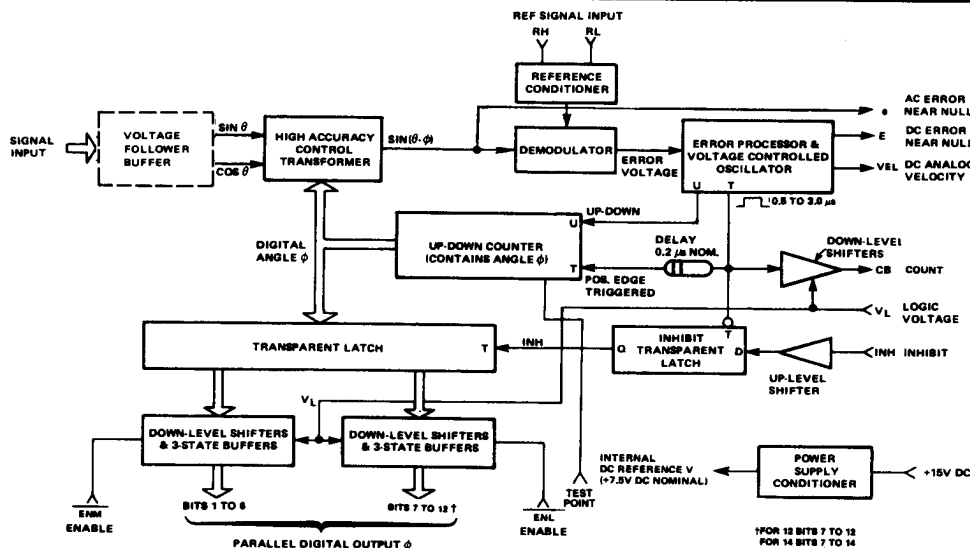 REF SIGNAL INPUT
RH RL
REFERENCE
CONDITIONER
SIGNAL
INPUT
VOLTAGE
FOLLOWER
BUFFER
SIN θ
COS θ
HIGH ACCURACY
CONTROL
TRANSFORMER
SIN(θ-ϕ)
DEMODULATOR
ERROR
VOLTAGE
ERROR PROCESSOR &
VOLTAGE CONTROLLED
OSCILLATOR
U T
e
AC ERROR
NEAR NULL
E
DC ERROR
NEAR NULL
VEL
DC ANALOG
VELOCITY
0.5 TO 3.0 μs
UP-DOWN
DIGITAL
ANGLE ϕ
UP-DOWN COUNTER
(CONTAINS ANGLE ϕ)
U
T
DELAY
0.2 μs NOM.
POS. EDGE
TRIGGERED
DOWN-LEVEL
SHIFTERS
CB COUNT
VL LOGIC
VOLTAGE
TRANSPARENT LATCH
T
INH
Q
INHIBIT
TRANSPARENT
LATCH
T
D
INH INHIBIT
UP-LEVEL
SHIFTER
VL
DOWN-LEVEL SHIFTERS
& 3-STATE BUFFERS
DOWN-LEVEL SHIFTERS
& 3-STATE BUFFERS
INTERNAL
DC REFERENCE V
(+7.5V DC NOMINAL)
POWER
SUPPLY
CONDITIONER
+15V DC
ENM
ENABLE
BITS 1 TO 6
BITS 7 TO 12 †
ENL
ENABLE
TEST
POINT
PARALLEL DIGITAL OUTPUT ϕ
†FOR 12 BITS 7 TO 12
FOR 14 BITS 7 TO 14